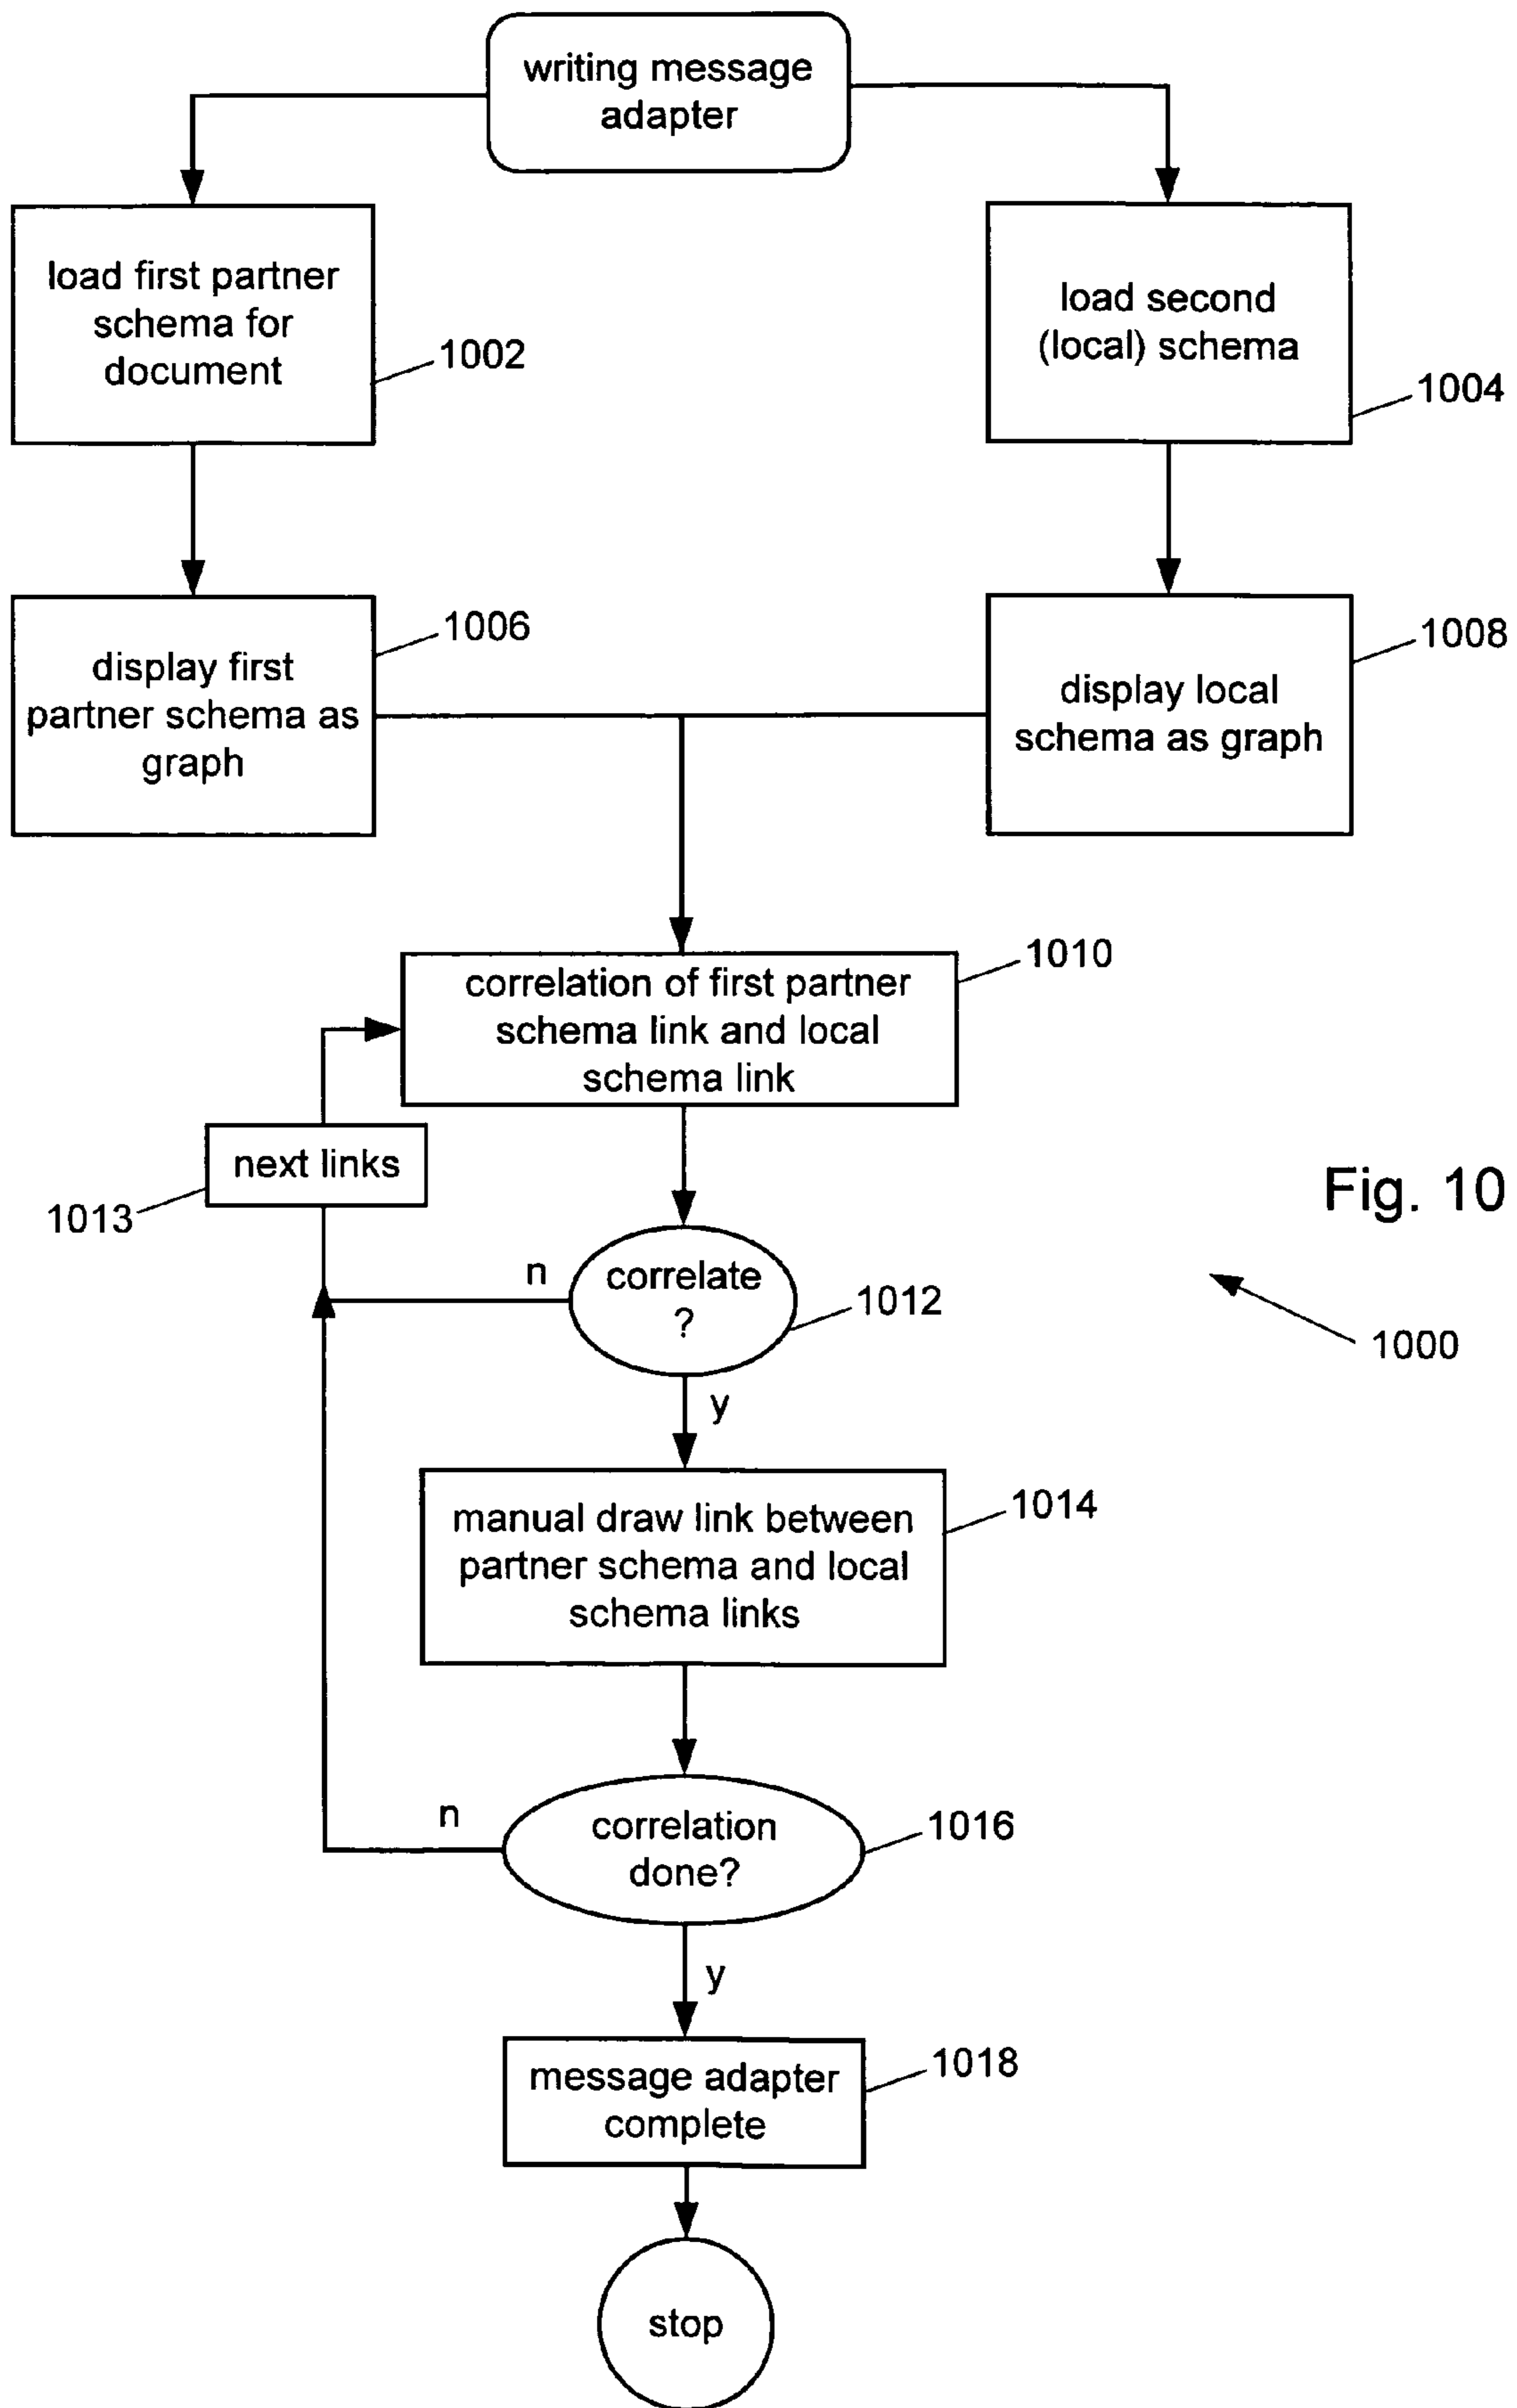 writing message
adapter
load first partner
schema for
document
1002
load second
(local) schema
1004
display first
partner schema as
graph
1006
display local
schema as graph
1008
correlation of first partner
schema link and local
schema link
1010
next links
1013
Fig. 10
n
correlate
?
1012
1000
y
manual draw link between
partner schema and local
schema links
1014
n
correlation
done?
1016
y
message adapter
complete
1018
stop